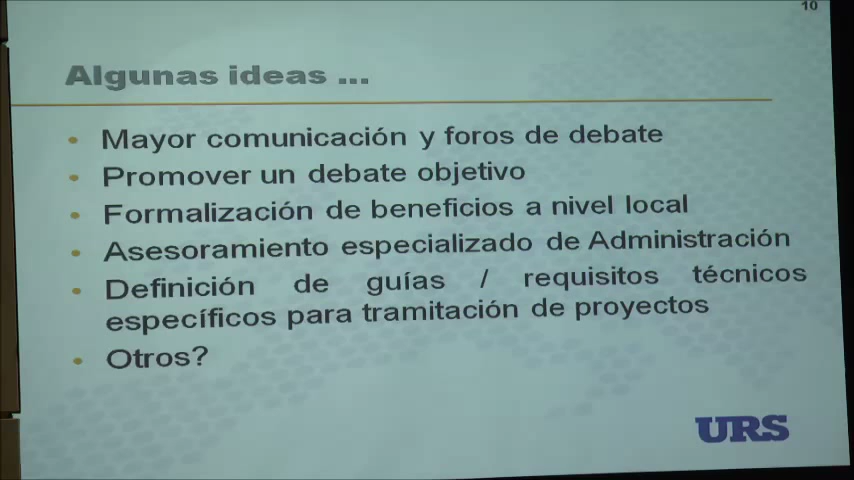 10
Algunas ideas ...
• Mayor comunicación y foros de debate
• Promover un debate objetivo
• Formalización de beneficios a nivel local
• Asesoramiento especializado de Administración
• Definición de guías / requisitos técnicos
específicos para tramitación de proyectos
• Otros?
URS